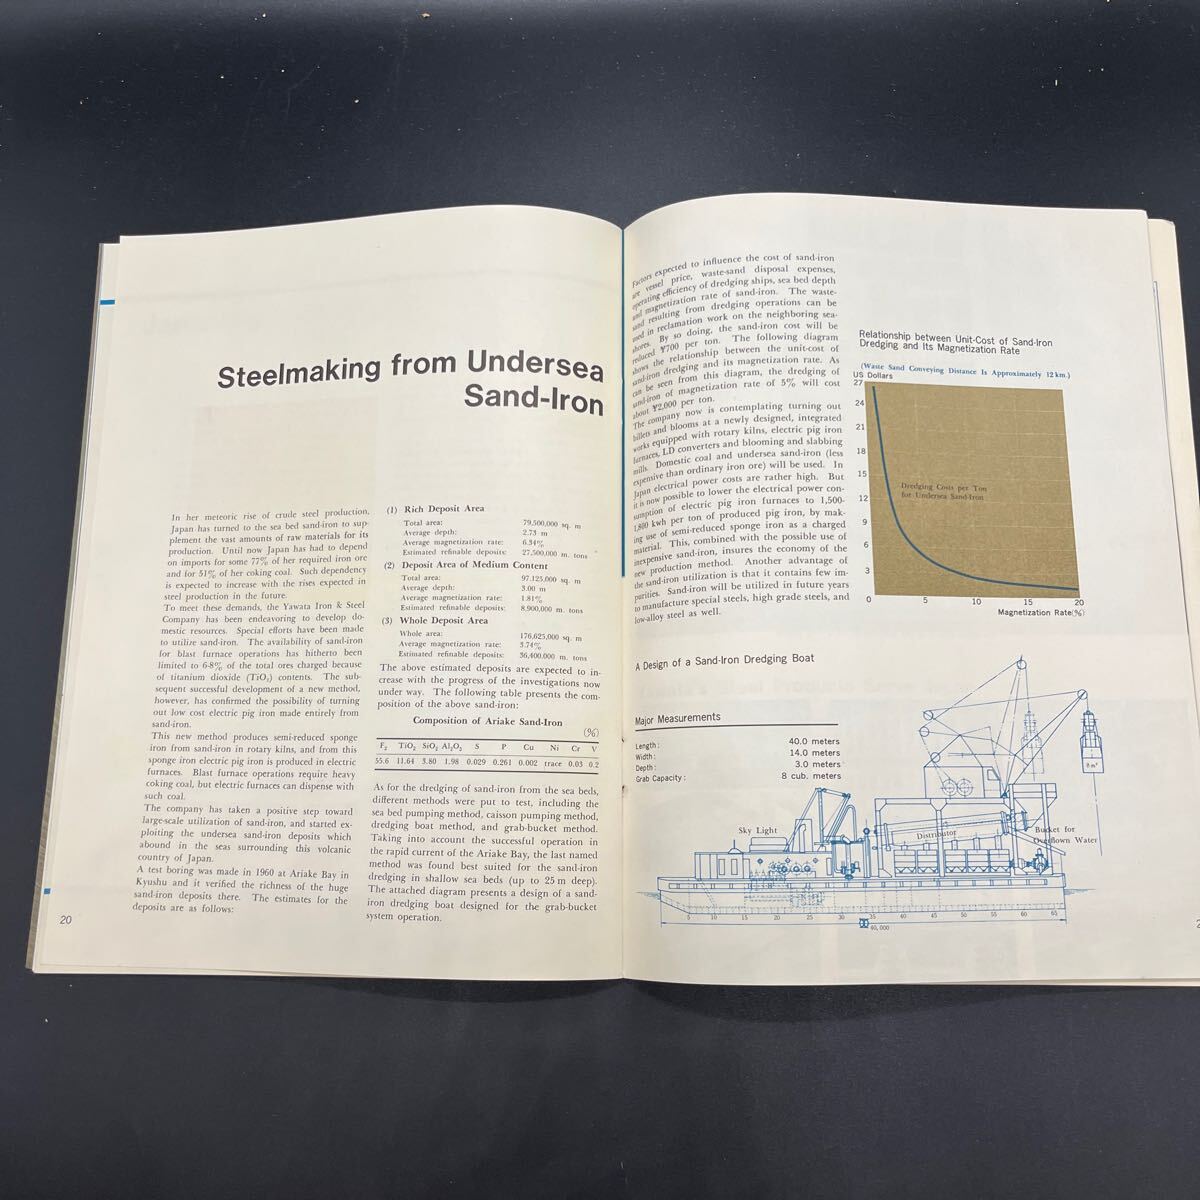 Steelmaking from Undersea
Sand-Iron
In her meteoric rise of crude steel production,
Japan has turned to the sea bed sand-iron to sup-
plement the vast amounts of raw materials for its
production. Until now Japan has had to depend
on imports for some 77% of her required iron ore
and for 51% of her coking coal. Such dependency
is expected to increase with the rises expected in
steel production in the future.
To meet these demands, the Yawata Iron & Steel
Company has been endeavoring to develop do-
mestic resources. Special efforts have been made
to utilize sand-iron. The availability of sand-iron
for blast furnace operations has hitherto been
limited to 6-8% of the total ores charged because
of titanium dioxide (TiO₂) contents. The sub-
sequent successful development of a new method,
however, has confirmed the possibility of turning
out low cost electric pig iron made entirely from
sand-iron.
This new method produces semi-reduced sponge
iron from sand-iron in rotary kilns, and from this
sponge iron electric pig iron is produced in electric
furnaces. Blast furnace operations require heavy
coking coal, but electric furnaces can dispense with
such coal.
The company has taken a positive step toward
large-scale utilization of sand-iron, and started ex-
ploiting the undersea sand-iron deposits which
abound in the seas surrounding this volcanic
country of Japan.
A test boring was made in 1960 at Ariake Bay in
Kyushu and it verified the richness of the huge
sand-iron deposits there. The estimates for the
deposits are as follows:
20
(1) Rich Deposit Area
Total area: 79,500,000 sq. m
Average depth: 2.73 m
Average magnetization rate: 6.34%
Estimated refinable deposits: 27,500,000 m. tons
(2) Deposit Area of Medium Content
Total area: 97,125,000 sq. m
Average depth: 3.00 m
Average magnetization rate: 1.81%
Estimated refinable deposits: 8,900,000 m. tons
(3) Whole Deposit Area
Whole area: 176,625,000 sq. m
Average magnetization rate: 3.74%
Estimated refinable deposits: 36,400,000 m. tons
The above estimated deposits are expected to in-
crease with the progress of the investigations now
under way. The following table presents the com-
position of the above sand-iron:
Composition of Ariake Sand-Iron
(%)
F₂ TiO₂ SiO₂ Al₂O₂ S P Cu Ni Cr V
55.6 11.64 3.80 1.98 0.029 0.261 0.002 trace 0.03 0.2
As for the dredging of sand-iron from the sea beds,
different methods were put to test, including the
sea bed pumping method, caisson pumping method,
dredging boat method, and grab-bucket method.
Taking into account the successful operation in
the rapid current of the Ariake Bay, the last named
method was found best suited for the sand-iron
dredging in shallow sea beds (up to 25 m deep).
The attached diagram presents a design of a sand-
iron dredging boat designed for the grab-bucket
system operation.
Factors expected to influence the cost of sand-iron
are vessel price, waste-sand disposal expenses,
operating efficiency of dredging ships, sea bed depth
and magnetization rate of sand-iron. The waste-
sand resulting from dredging operations can be
used in reclamation work on the neighboring sea-
shores. By so doing, the sand-iron cost will be
reduced ¥700 per ton. The following diagram
shows the relationship between the unit-cost of
sand-iron dredging and its magnetization rate. As
can be seen from this diagram, the dredging of
sand-iron of magnetization rate of 5% will cost
about ¥2,000 per ton.
The company now is contemplating turning out
billets and blooms at a newly designed, integrated
works equipped with rotary kilns, electric pig iron
furnaces, LD converters and blooming and slabbing
mills. Domestic coal and undersea sand-iron (less
expensive than ordinary iron ore) will be used. In
Japan electrical power costs are rather high. But
it is now possible to lower the electrical power con-
sumption of electric pig iron furnaces to 1,500-
1,800 kwh per ton of produced pig iron, by mak-
ing use of semi-reduced sponge iron as a charged
material. This, combined with the possible use of
inexpensive sand-iron, insures the economy of the
new production method. Another advantage of
the sand-iron utilization is that it contains few im-
purities. Sand-iron will be utilized in future years
to manufacture special steels, high grade steels, and
low-alloy steel as well.
Relationship between Unit-Cost of Sand-Iron
Dredging and Its Magnetization Rate
(Waste Sand Conveying Distance Is Approximately 12 km.)
US Dollars
27
24
21
18
15
12
9
6
3
Dredging Costs per Ton
for Undersea Sand-Iron
0 5 10 15 20
Magnetization Rate(%)
A Design of a Sand-Iron Dredging Boat
Major Measurements
Length: 40.0 meters
Width: 14.0 meters
Depth: 3.0 meters
Grab Capacity: 8 cub. meters
8 m³
Sky Light
Distributor
Bucket for
Overflown Water
5 10 15 20 25 30 35 40 45 50 55 60 65
40,000
2